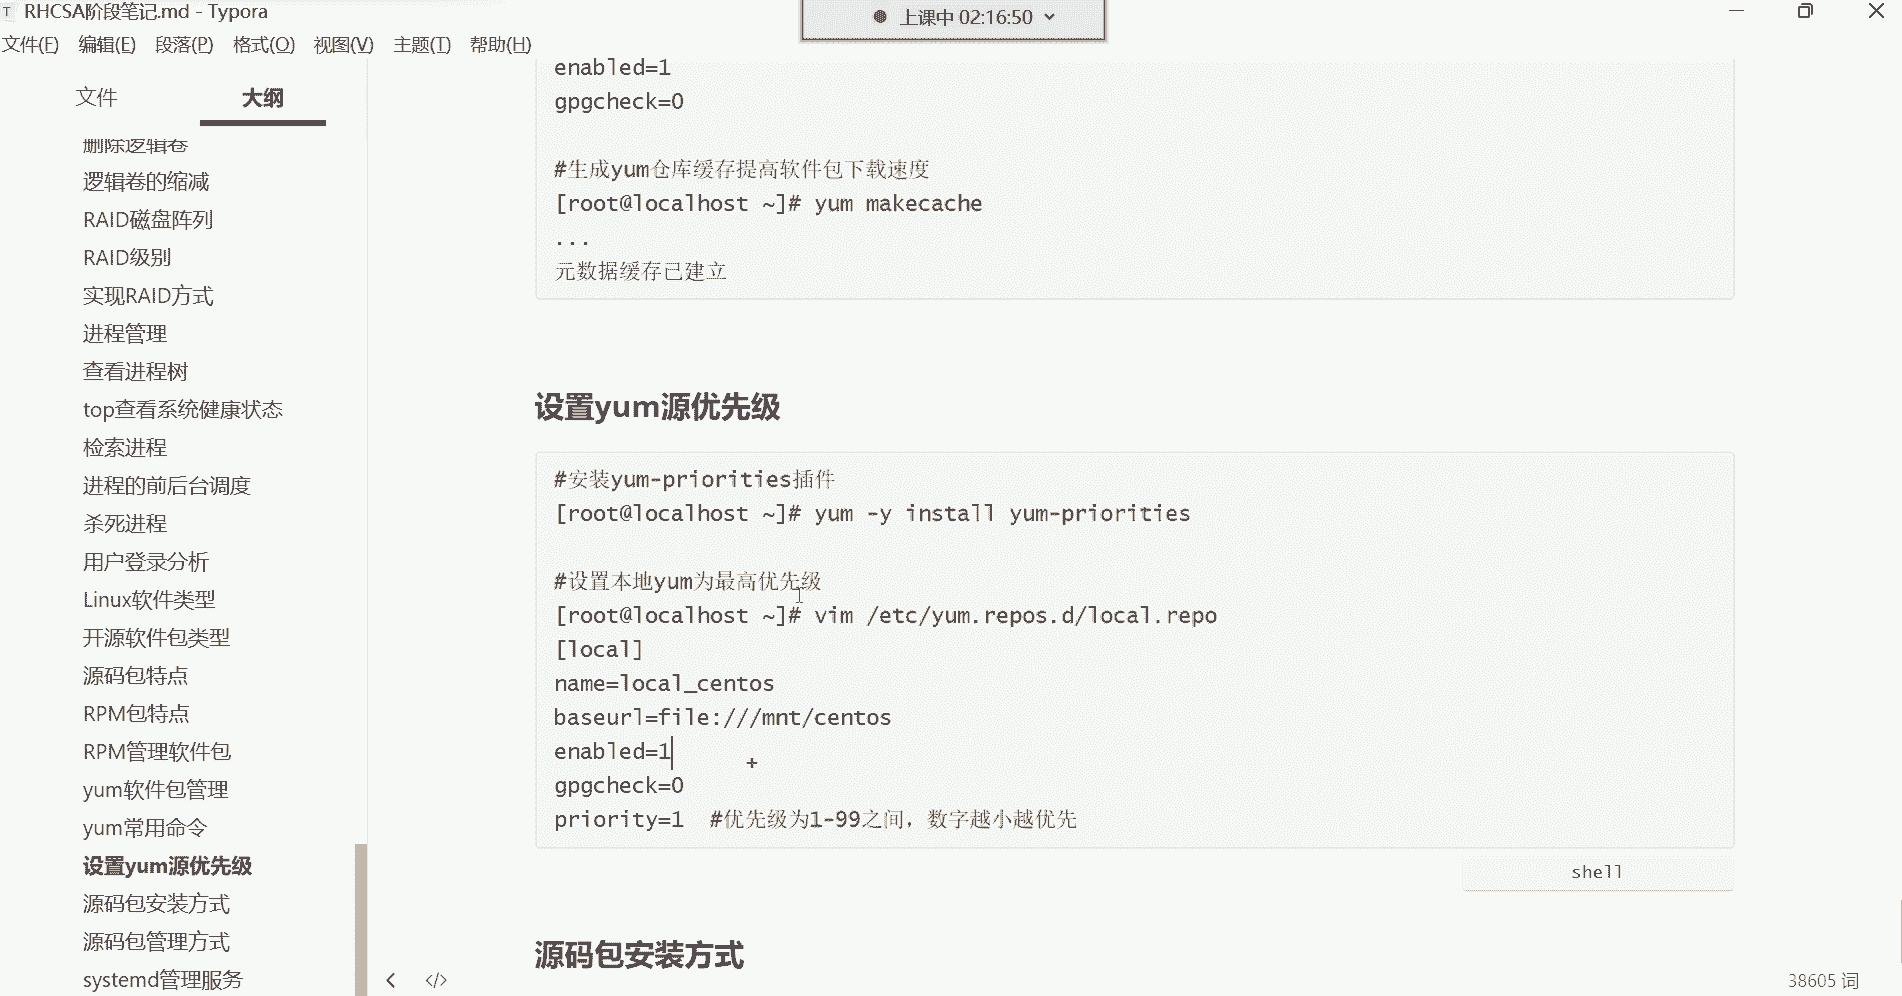 RHCSA阶段笔记.md - Typora
上课中 02:16:50
文件(F) 编辑(E) 段落(P) 格式(O) 视图(V) 主题(T) 帮助(H)
文件 大纲
删除逻辑卷
逻辑卷的缩减
RAID磁盘阵列
RAID级别
实现RAID方式
进程管理
查看进程树
top查看系统健康状态
检索进程
进程的前后台调度
杀死进程
用户登录分析
Linux软件类型
开源软件包类型
源码包特点
RPM包特点
RPM管理软件包
yum软件包管理
yum常用命令
设置yum源优先级
源码包安装方式
源码包管理方式
systemd管理服务
enabled=1
gpgcheck=0
#生成yum仓库缓存提高软件包下载速度
[root@localhost ~]# yum makecache
...
元数据缓存已建立
设置yum源优先级
#安装yum-priorities插件
[root@localhost ~]# yum -y install yum-priorities
#设置本地yum为最高优先级
[root@localhost ~]# vim /etc/yum.repos.d/local.repo
[local]
name=local_centos
baseurl=file:///mnt/centos
enabled=1
gpgcheck=0
priority=1  #优先级为1-99之间，数字越小越优先
shell
源码包安装方式
38605 词